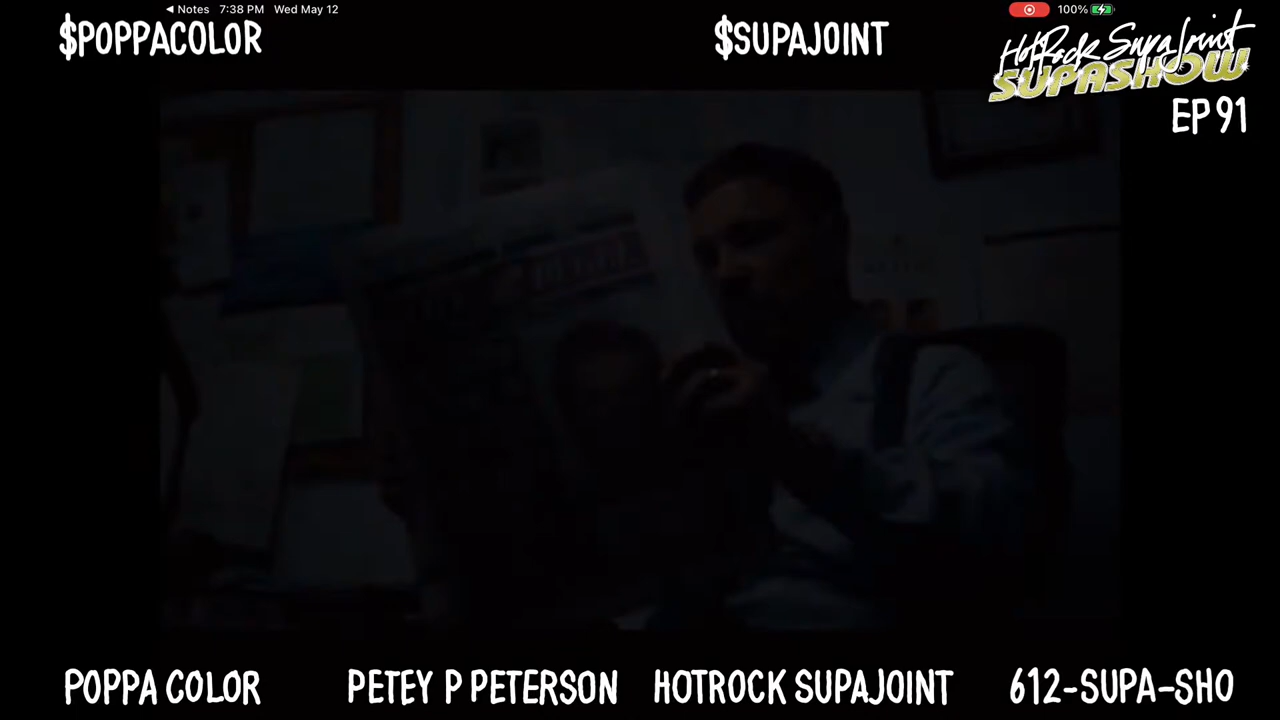 ◀ Notes 7:38 PM Wed May 12 100%
$POPPACOLOR $SUPAJOINT
HotRock SupaJoint
SUPASHOW
EP 91
POPPA COLOR PETEY P PETERSON HOTROCK SUPAJOINT 612-SUPA-SHO